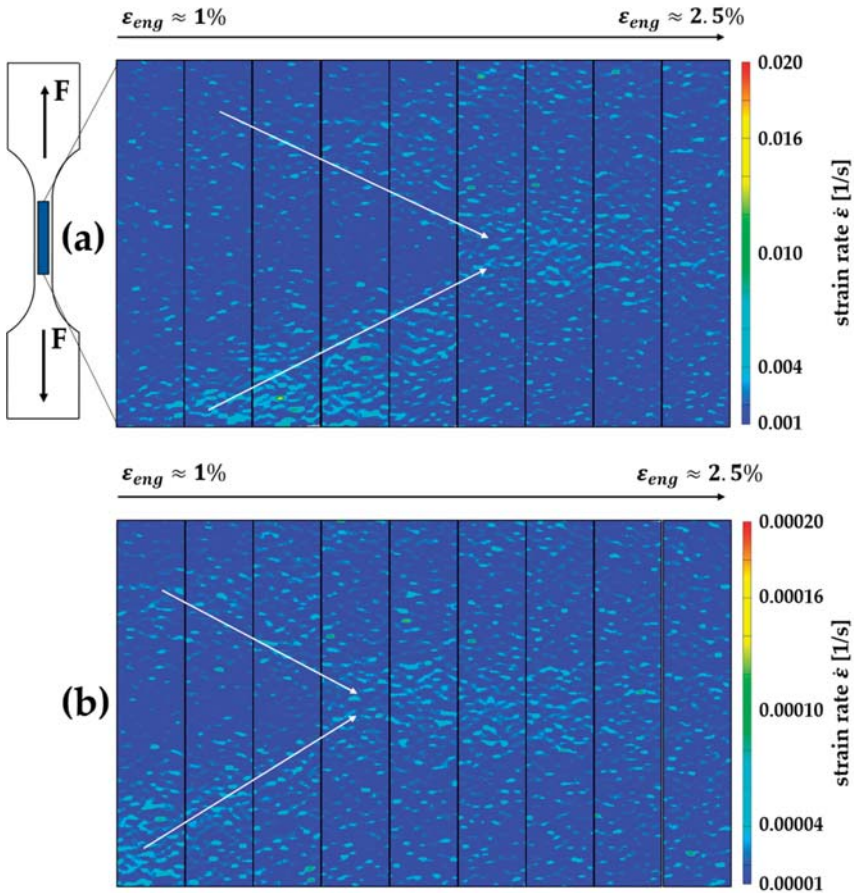 ε_eng ≈ 1%
ε_eng ≈ 2.5%
F
(a)
F
0.020
0.016
0.010
0.004
0.001
strain rate ε̇ [1/s]
ε_eng ≈ 1%
ε_eng ≈ 2.5%
(b)
0.00020
0.00016
0.00010
0.00004
0.00001
strain rate ε̇ [1/s]